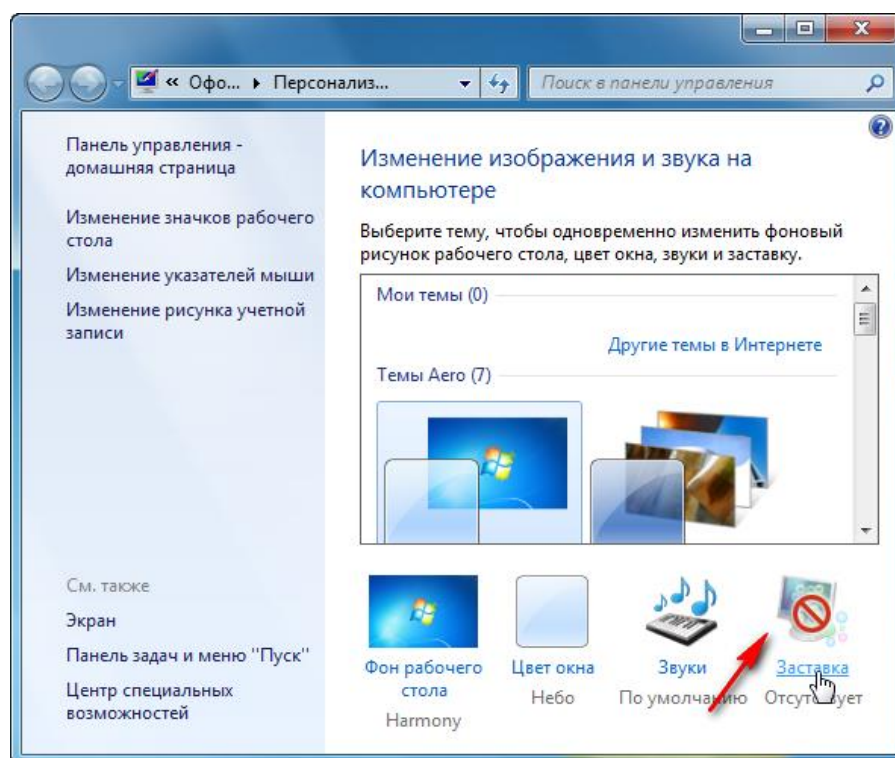 « Офо... ▸ Персонализ...
Поиск в панели управления
Панель управления -
домашняя страница
Изменение значков рабочего
стола
Изменение указателей мыши
Изменение рисунка учетной
записи
См. также
Экран
Панель задач и меню "Пуск"
Центр специальных
возможностей
Изменение изображения и звука на
компьютере
Выберите тему, чтобы одновременно изменить фоновый
рисунок рабочего стола, цвет окна, звуки и заставку.
Мои темы (0)
Другие темы в Интернете
Темы Aero (7)
Фон рабочего
стола
Harmony
Цвет окна
Небо
Звуки
По умолчанию
Заставка
Отсутствует